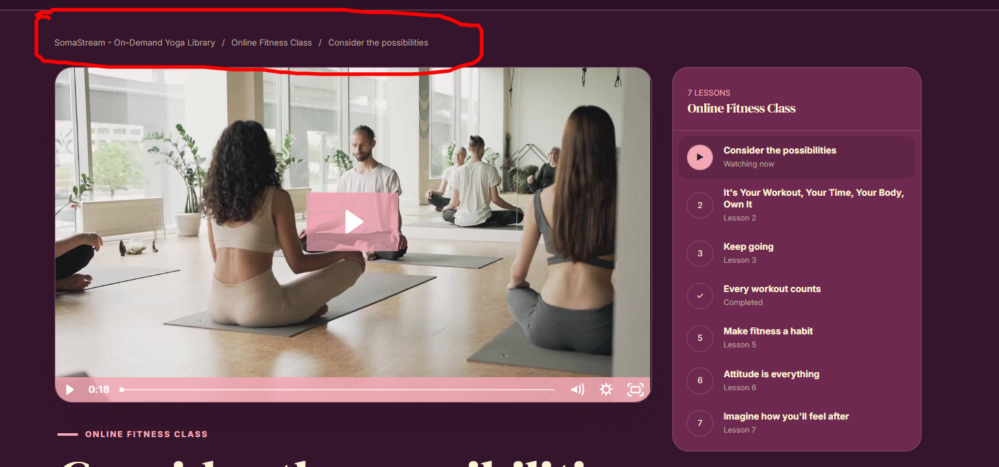 SomaStream - On-Demand Yoga Library / Online Fitness Class / Consider the possibilities
0:18
ONLINE FITNESS CLASS
Consider the possibilities
7 LESSONS
Online Fitness Class
Consider the possibilities
Watching now
2
It's Your Workout, Your Time, Your Body,
Own It
Lesson 2
3
Keep going
Lesson 3
Every workout counts
Completed
5
Make fitness a habit
Lesson 5
6
Attitude is everything
Lesson 6
7
Imagine how you'll feel after
Lesson 7